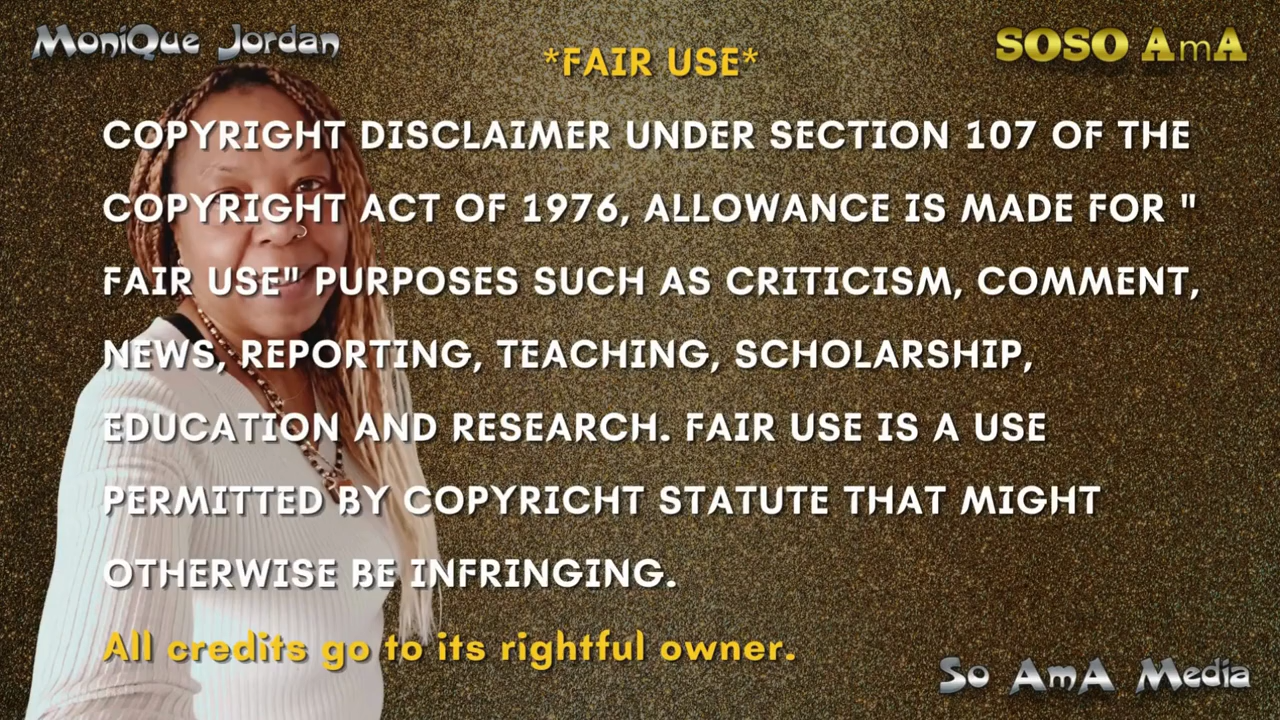 MoniQue Jordan
*FAIR USE*
SOSO AmA
COPYRIGHT DISCLAIMER UNDER SECTION 107 OF THE
COPYRIGHT ACT OF 1976, ALLOWANCE IS MADE FOR "
FAIR USE" PURPOSES SUCH AS CRITICISM, COMMENT,
NEWS, REPORTING, TEACHING, SCHOLARSHIP,
EDUCATION AND RESEARCH. FAIR USE IS A USE
PERMITTED BY COPYRICHT STATUTE THAT MIGHT
OTHERWISE BE INFRINGING.
All credits go to its rightful owner.
So AmA Media